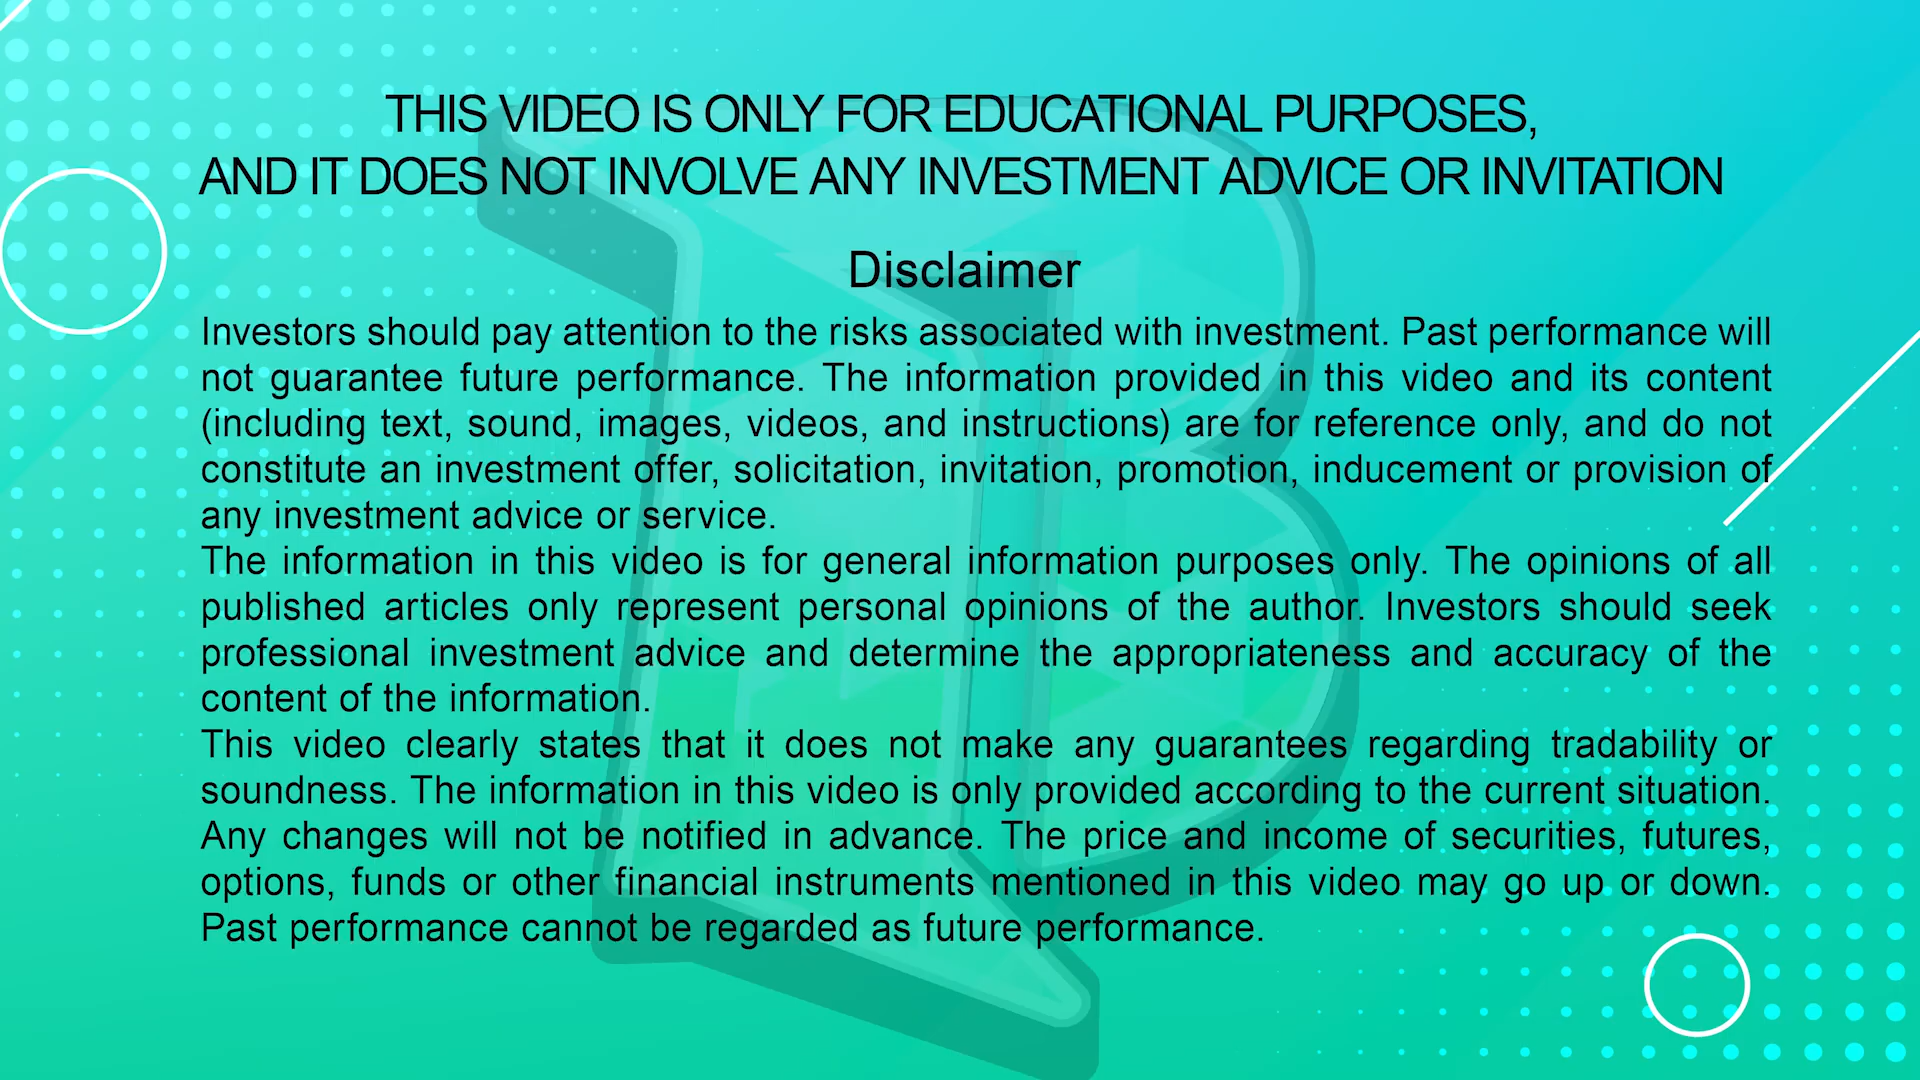 THIS VIDEO IS ONLY FOR EDUCATIONAL PURPOSES,
AND IT DOES NOT INVOLVE ANY INVESTMENT ADVICE OR INVITATION
Disclaimer
Investors should pay attention to the risks associated with investment. Past performance will
not guarantee future performance. The information provided in this video and its content
(including text, sound, images, videos, and instructions) are for reference only, and do not
constitute an investment offer, solicitation, invitation, promotion, inducement or provision of
any investment advice or service.
The information in this video is for general information purposes only. The opinions of all
published articles only represent personal opinions of the author. Investors should seek
professional investment advice and determine the appropriateness and accuracy of the
content of the information.
This video clearly states that it does not make any guarantees regarding tradability or
soundness. The information in this video is only provided according to the current situation.
Any changes will not be notified in advance. The price and income of securities, futures,
options, funds or other financial instruments mentioned in this video may go up or down.
Past performance cannot be regarded as future performance.